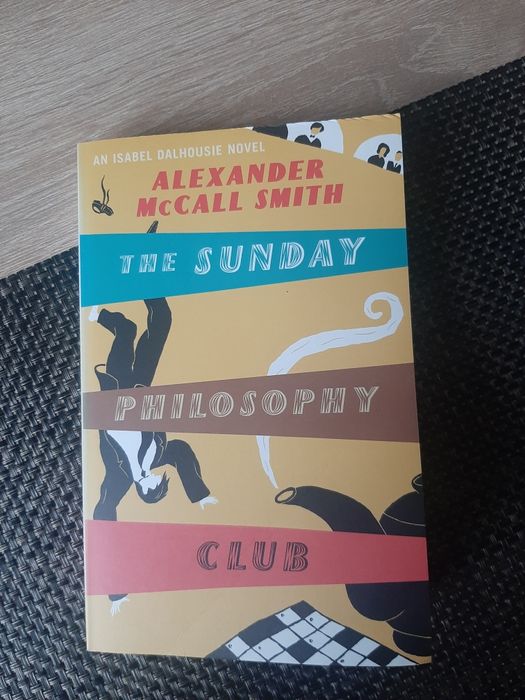 AN ISABEL DALHOUSIE NOVEL
ALEXANDER
McCALL SMITH
THE SUNDAY
PHILOSOPHY
CLUB